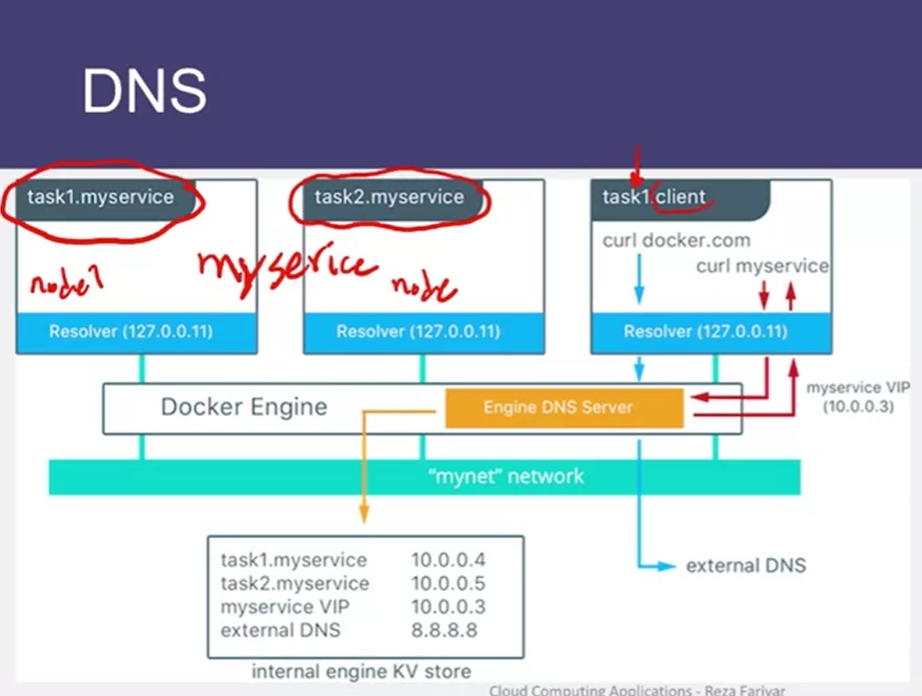 DNS
task1.myservice
task2.myservice
task1.client
curl docker.com
curl myservice
myserice
node1
node
Resolver (127.0.0.11)
Resolver (127.0.0.11)
Resolver (127.0.0.11)
Docker Engine
Engine DNS Server
myservice VIP
(10.0.0.3)
"mynet" network
task1.myservice 10.0.0.4
task2.myservice 10.0.0.5
myservice VIP 10.0.0.3
external DNS 8.8.8.8
external DNS
internal engine KV store
Cloud Computing Applications - Reza Farivar